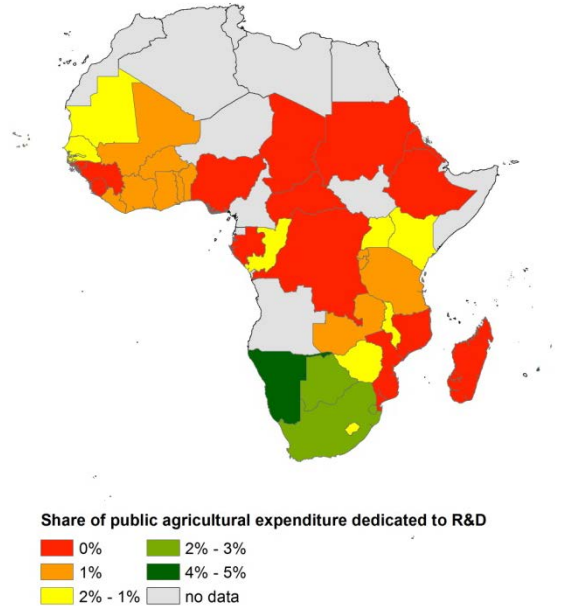 Share of public agricultural expenditure dedicated to R&D
0%
2% - 3%
1%
4% - 5%
2% - 1%
no data